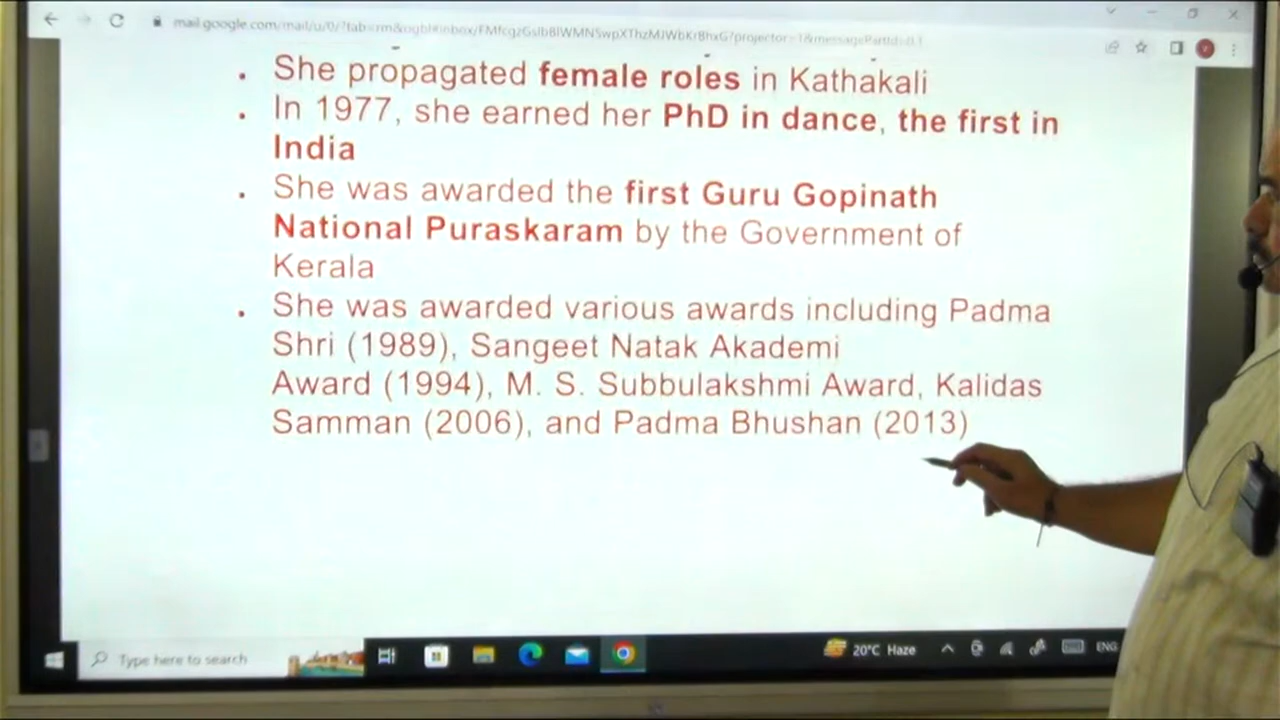 She propagated female roles in Kathakali
In 1977, she earned her PhD in dance, the first in
India
She was awarded the first Guru Gopinath
National Puraskaram by the Government of
Kerala
She was awarded various awards including Padma
Shri (1989), Sangeet Natak Akademi
Award (1994), M. S. Subbulakshmi Award, Kalidas
Samman (2006), and Padma Bhushan (2013)
Type here to search
20°C Haze
ENG